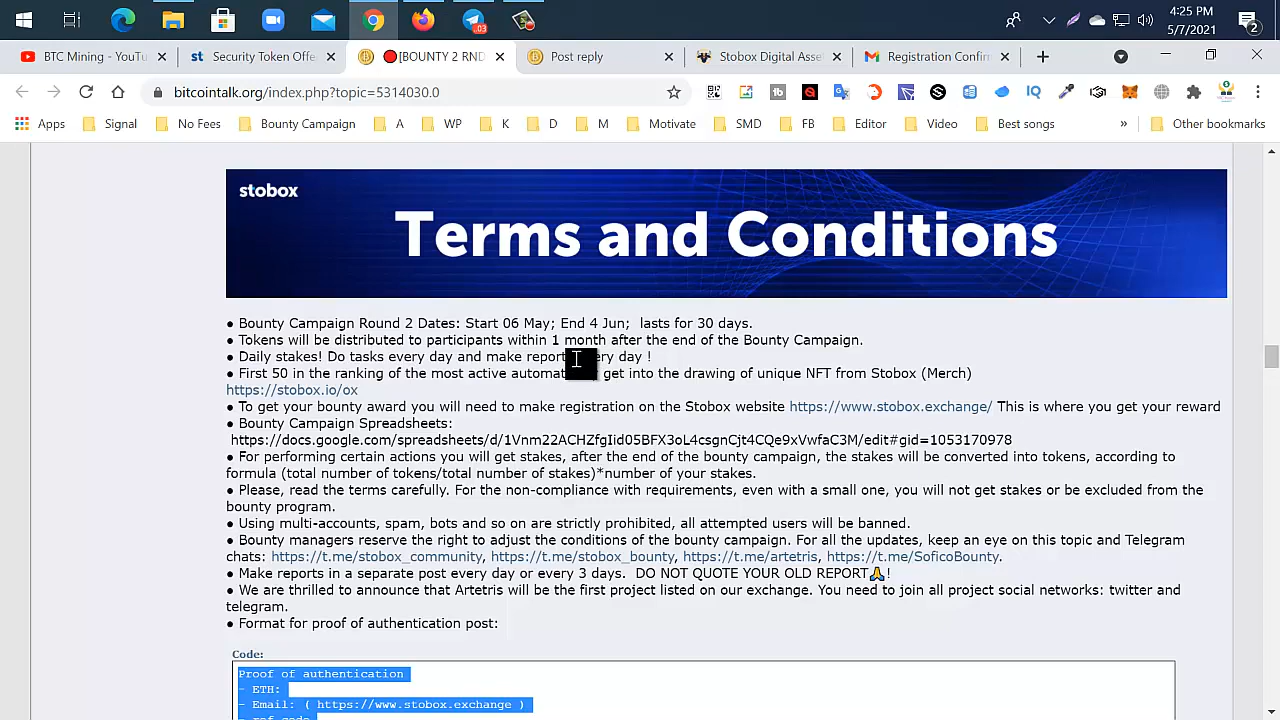 4:25 PM
5/7/2021
2
03
BTC Mining - YouTu
st Security Token Offe
[BOUNTY 2 RND
Post reply
Stobox Digital Asset
Registration Confirm
bitcointalk.org/index.php?topic=5314030.0
Apps Signal No Fees Bounty Campaign A WP K D M Motivate SMD FB Editor Video Best songs » Other bookmarks
stobox
Terms and Conditions
● Bounty Campaign Round 2 Dates: Start 06 May; End 4 Jun; lasts for 30 days.
● Tokens will be distributed to participants within 1 month after the end of the Bounty Campaign.
● Daily stakes! Do tasks every day and make report ery day !
● First 50 in the ranking of the most active automat get into the drawing of unique NFT from Stobox (Merch)
https://stobox.io/ox
● To get your bounty award you will need to make registration on the Stobox website https://www.stobox.exchange/ This is where you get your reward
● Bounty Campaign Spreadsheets:
https://docs.google.com/spreadsheets/d/1Vnm22ACHZfgIid05BFX3oL4csgnCjt4CQe9xVwfaC3M/edit#gid=1053170978
● For performing certain actions you will get stakes, after the end of the bounty campaign, the stakes will be converted into tokens, according to
formula (total number of tokens/total number of stakes)*number of your stakes.
● Please, read the terms carefully. For the non-compliance with requirements, even with a small one, you will not get stakes or be excluded from the
bounty program.
● Using multi-accounts, spam, bots and so on are strictly prohibited, all attempted users will be banned.
● Bounty managers reserve the right to adjust the conditions of the bounty campaign. For all the updates, keep an eye on this topic and Telegram
chats: https://t.me/stobox_community, https://t.me/stobox_bounty, https://t.me/artetris, https://t.me/SoficoBounty.
● Make reports in a separate post every day or every 3 days. DO NOT QUOTE YOUR OLD REPORT🙏!
● We are thrilled to announce that Artetris will be the first project listed on our exchange. You need to join all project social networks: twitter and
telegram.
● Format for proof of authentication post:
Code:
Proof of authentication
- ETH:
- Email: ( https://www.stobox.exchange )
- ref code